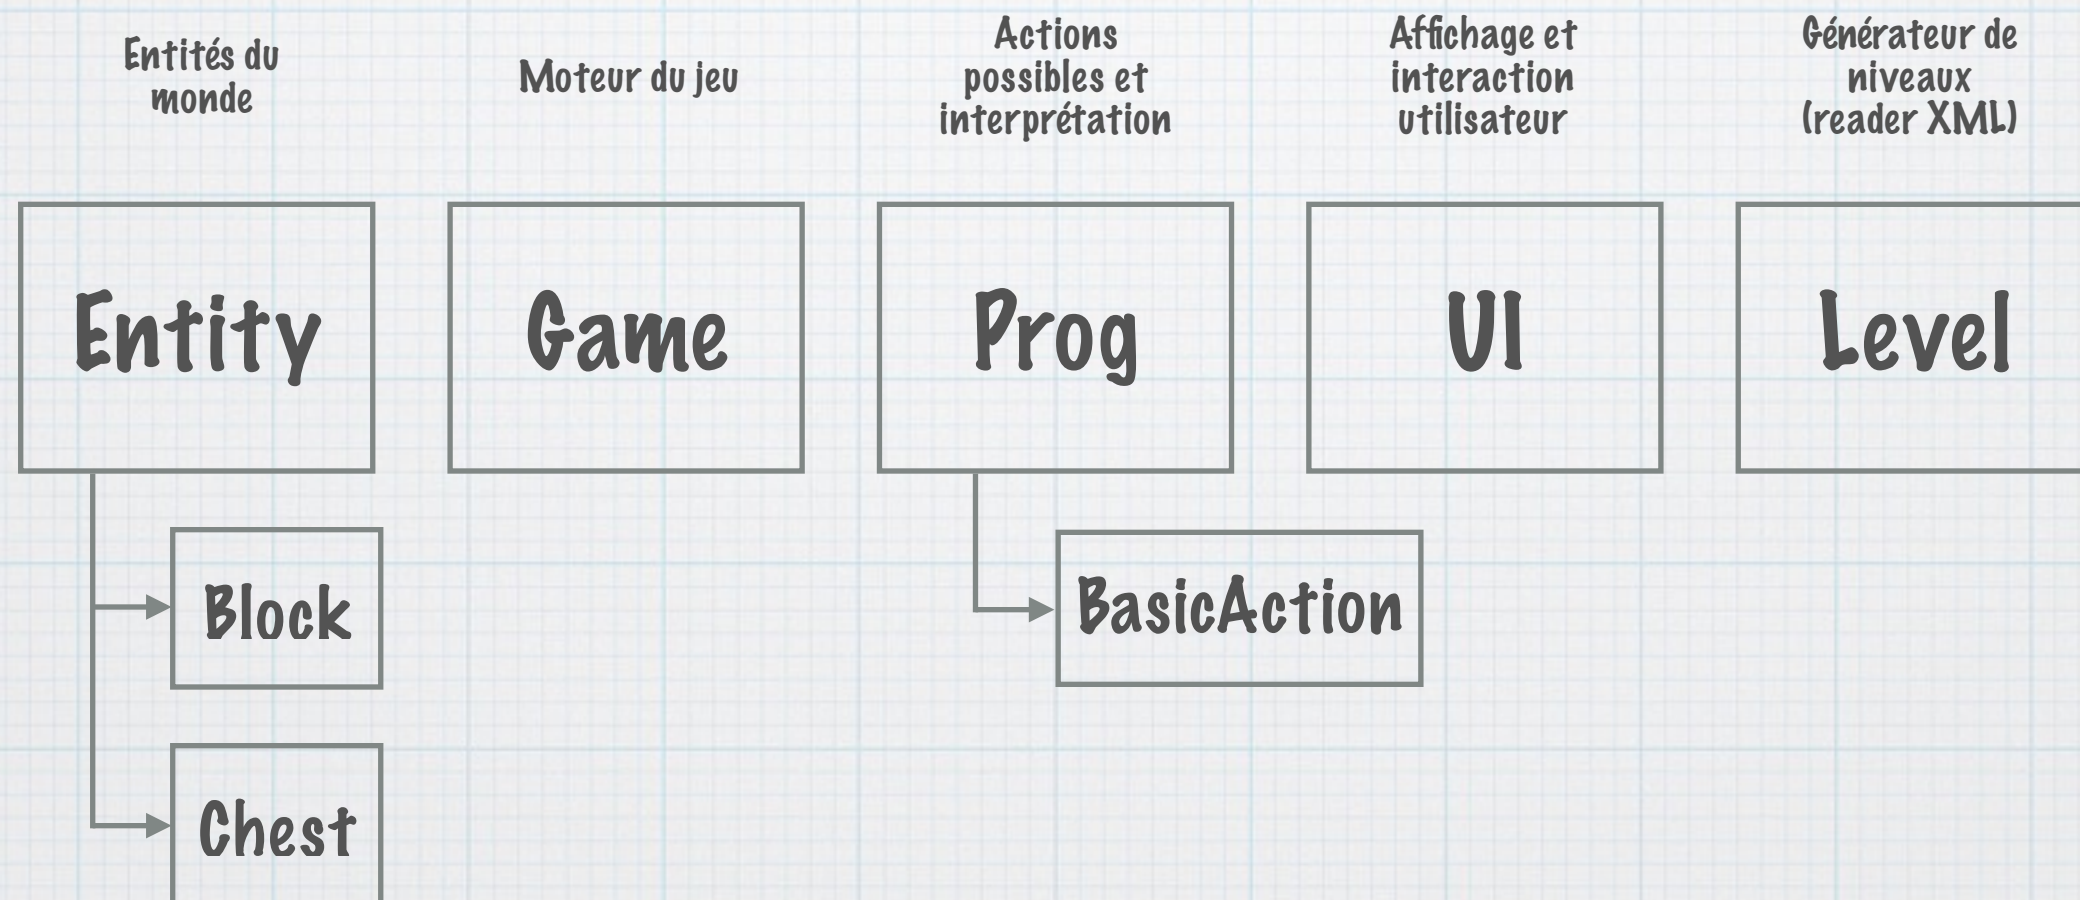 Entités du
monde
Moteur du jeu
Actions
possibles et
interprétation
Affichage et
interaction
utilisateur
Générateur de
niveaux
(reader XML)
Entity
Game
Prog
UI
Level
Block
BasicAction
Chest